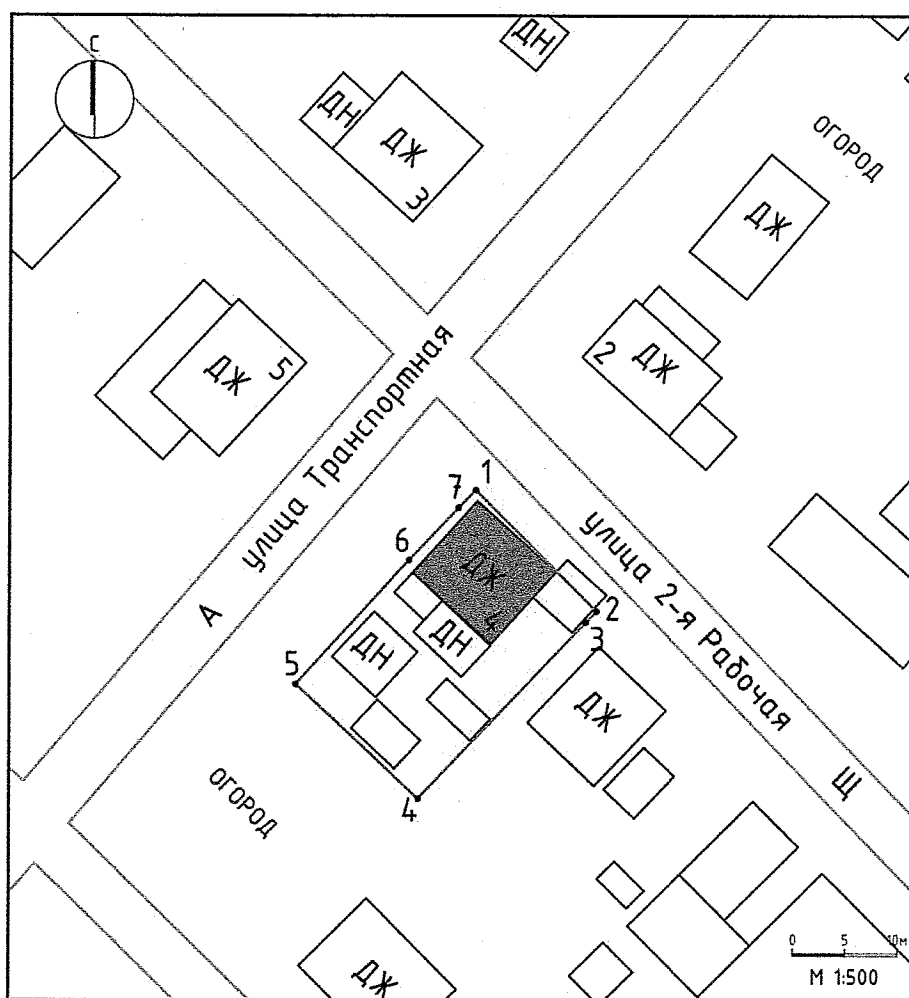 ДН
С
ДН
ДЖ
3
ОГОРОД
ДЖ
ДЖ
5
2
ДЖ
улица Транспортная
А
1
7
6
ДЖ
4
улица 2-я Рабочая
Щ
2
3
ДН
ДН
5
ДЖ
4
ОГОРОД
ДЖ
0 5 10м
М 1:500